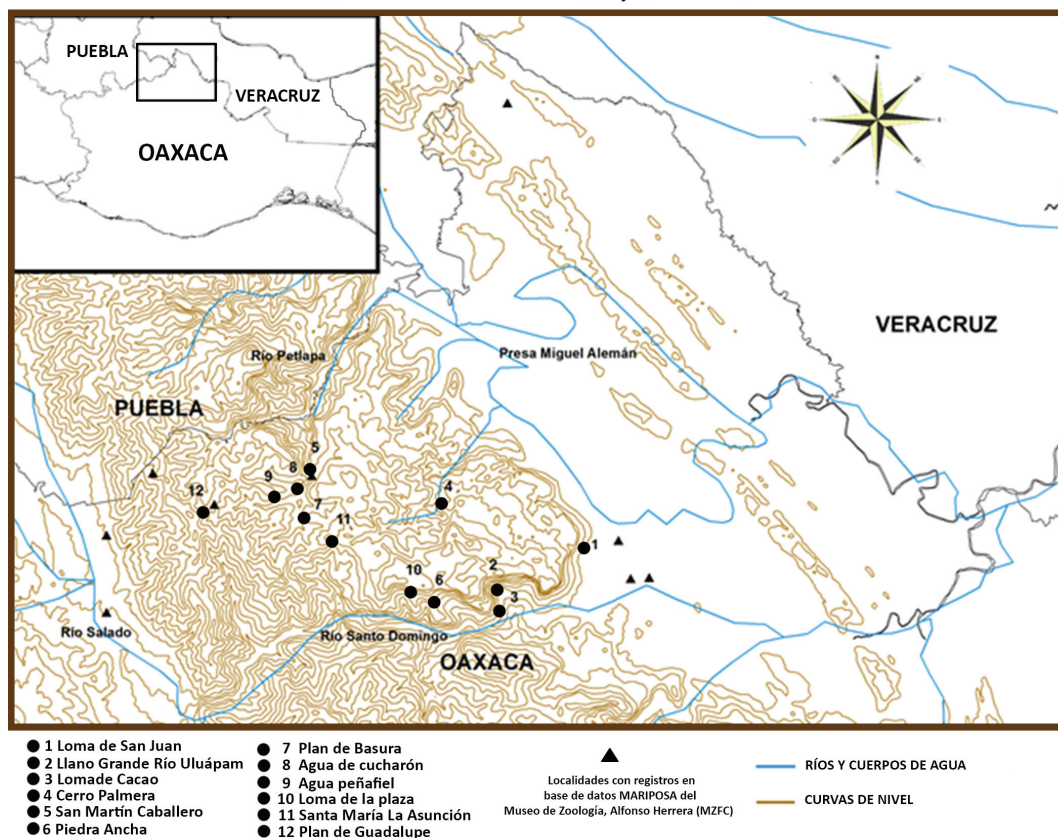 PUEBLA
VERACRUZ
OAXACA
N
E
S
O
VERACRUZ
Río Petlapa
Presa Miguel Alemán
PUEBLA
5
8
9
12
7
4
11
1
2
10
6
3
Río Salado
Río Santo Domingo
OAXACA
1 Loma de San Juan
2 Llano Grande Río Uluápam
3 Lomade Cacao
4 Cerro Palmera
5 San Martín Caballero
6 Piedra Ancha
7 Plan de Basura
8 Agua de cucharón
9 Agua peñafiel
10 Loma de la plaza
11 Santa María La Asunción
12 Plan de Guadalupe
Localidades con registros en
base de datos MARIPOSA del
Museo de Zoología, Alfonso Herrera (MZFC)
RÍOS Y CUERPOS DE AGUA
CURVAS DE NIVEL